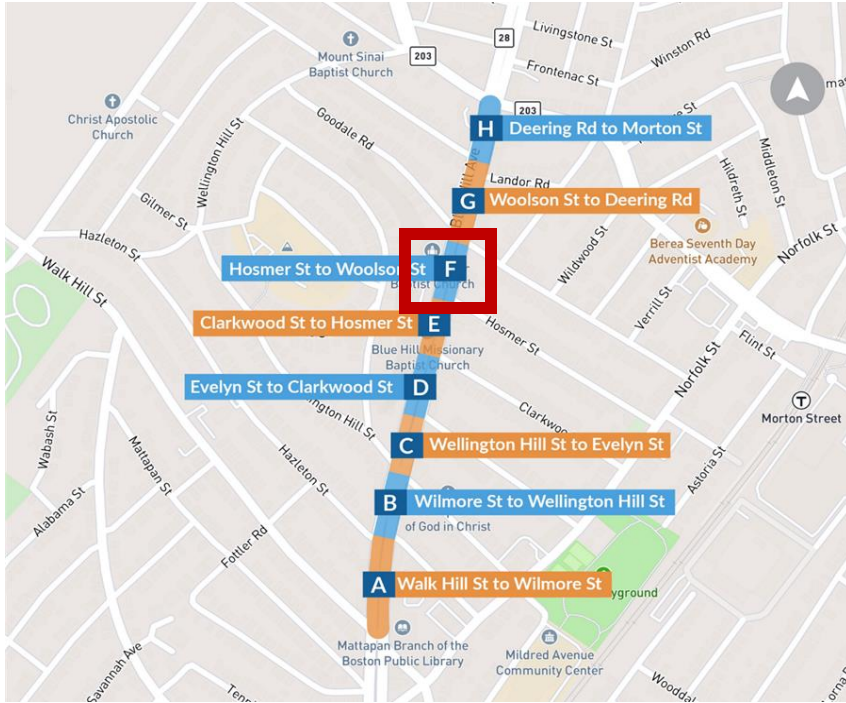 28
Livingstone St
Winston Rd
Mount Sinai
Baptist Church
203
Frontenac St
Christ Apostolic
Church
Goodale Rd
203
H Deering Rd to Morton St
Wellington Hill St
Middleton St
Hildreth St
Landor Rd
G Woolson St to Deering Rd
Gilmer St
Berea Seventh Day
Adventist Academy
Norfolk St
Hazleton St
Wildwood St
Walk Hill St
Hosmer St to Woolson St F
Baptist Church
Verrill St
Clarkwood St to Hosmer St E
Hosmer St
Flint St
Blue Hill Missionary
Baptist Church
Norfolk St
Evelyn St to Clarkwood St D
T
Morton Street
Wabash St
Mattapan St
Hazleton St
C Wellington Hill St to Evelyn St
Astoria St
Alabama St
B Wilmore St to Wellington Hill St
of God in Christ
Fottler Rd
A Walk Hill St to Wilmore St
Mattapan Branch of the
Boston Public Library
Mildred Avenue
Community Center
Savannah Ave